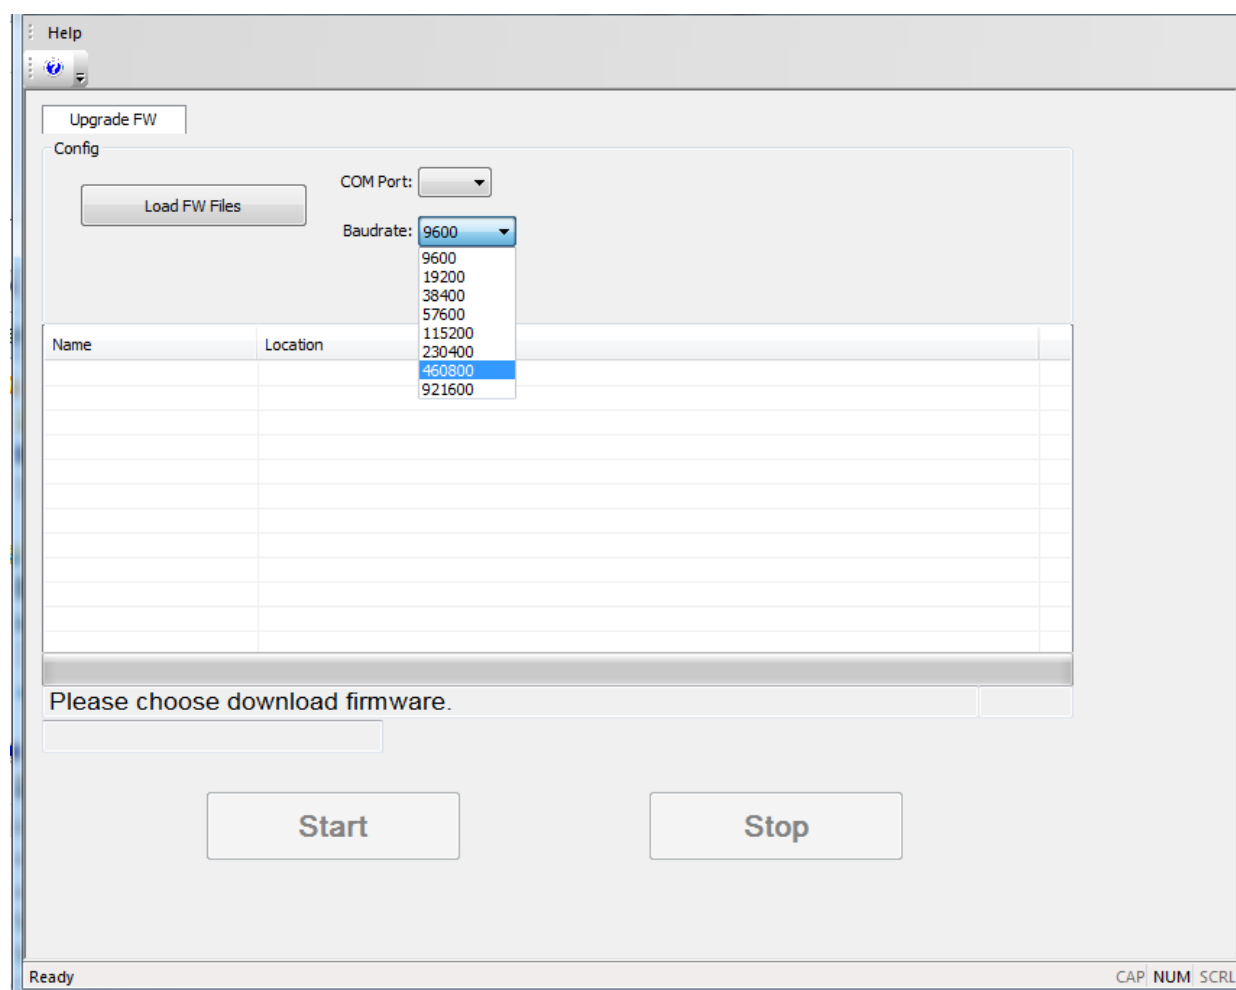 Help
Upgrade FW
Config
COM Port:
Load FW Files
Baudrate: 9600
9600
19200
38400
57600
115200
230400
460800
921600
Name Location
Please choose download firmware.
Start Stop
Ready CAP NUM SCRL